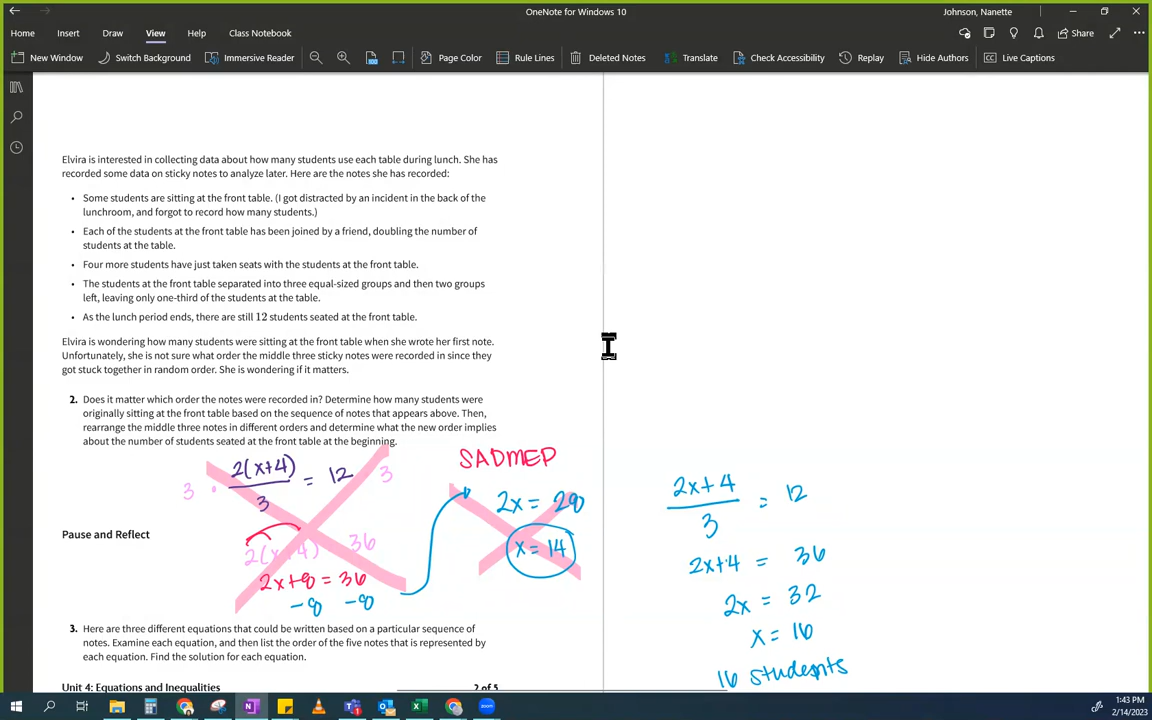 OneNote for Windows 10
Johnson, Nanette
Home Insert Draw View Help Class Notebook
Share
New Window Switch Background Immersive Reader Page Color Rule Lines Deleted Notes Translate Check Accessibility Replay Hide Authors Live Captions
Elvira is interested in collecting data about how many students use each table during lunch. She has
recorded some data on sticky notes to analyze later. Here are the notes she has recorded:
• Some students are sitting at the front table. (I got distracted by an incident in the back of the
lunchroom, and forgot to record how many students.)
• Each of the students at the front table has been joined by a friend, doubling the number of
students at the table.
• Four more students have just taken seats with the students at the front table.
• The students at the front table separated into three equal-sized groups and then two groups
left, leaving only one-third of the students at the table.
• As the lunch period ends, there are still 12 students seated at the front table.
Elvira is wondering how many students were sitting at the front table when she wrote her first note.
Unfortunately, she is not sure what order the middle three sticky notes were recorded in since they
got stuck together in random order. She is wondering if it matters.
2. Does it matter which order the notes were recorded in? Determine how many students were
originally sitting at the front table based on the sequence of notes that appears above. Then,
rearrange the middle three notes in different orders and determine what the new order implies
about the number of students seated at the front table at the beginning.
3 · 2(x+4)/3 = 12 3
2(x+4) = 36
2x+8 = 36
-8 -8
SADMEP
2x = 28
x = 14
2x+4/3 = 12
2x+4 = 36
2x = 32
x = 16
16 students
Pause and Reflect
3. Here are three different equations that could be written based on a particular sequence of
notes. Examine each equation, and then list the order of the five notes that is represented by
each equation. Find the solution for each equation.
Unit 4: Equations and Inequalities
2 of 5
1:43 PM
2/14/2023